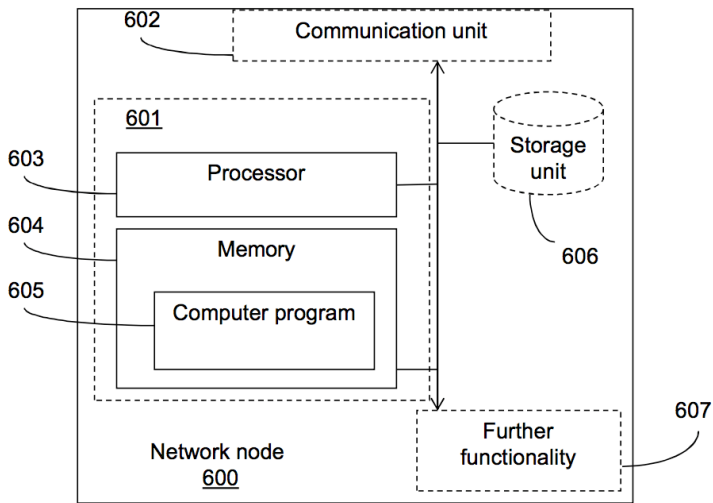 602
Communication unit
601
603
Processor
Storage
unit
604
Memory
606
605
Computer program
607
Further
functionality
Network node
600